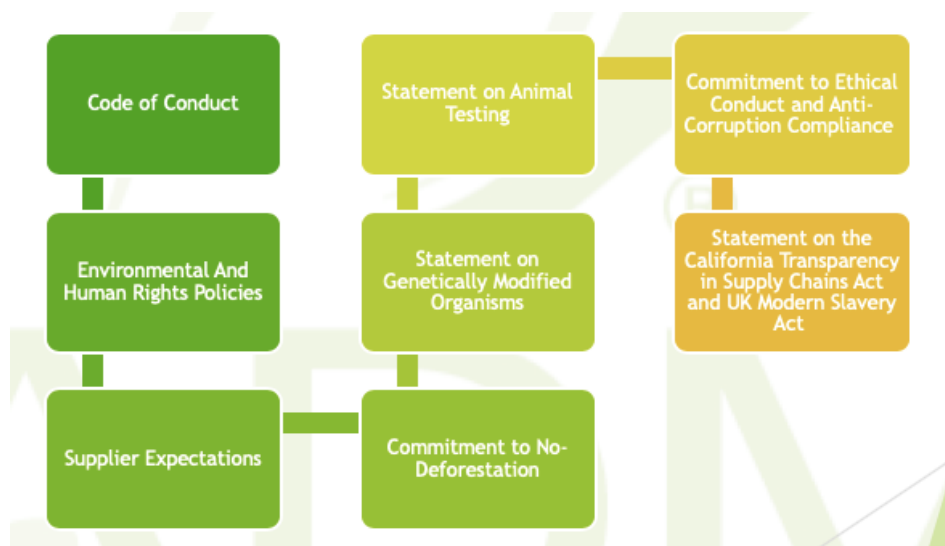 Code of Conduct
Environmental And
Human Rights Policies
Supplier Expectations
Commitment to No-
Deforestation
Statement on
Genetically Modified
Organisms
Statement on Animal
Testing
Commitment to Ethical
Conduct and Anti-
Corruption Compliance
Statement on the
California Transparency
in Supply Chains Act
and UK Modern Slavery
Act